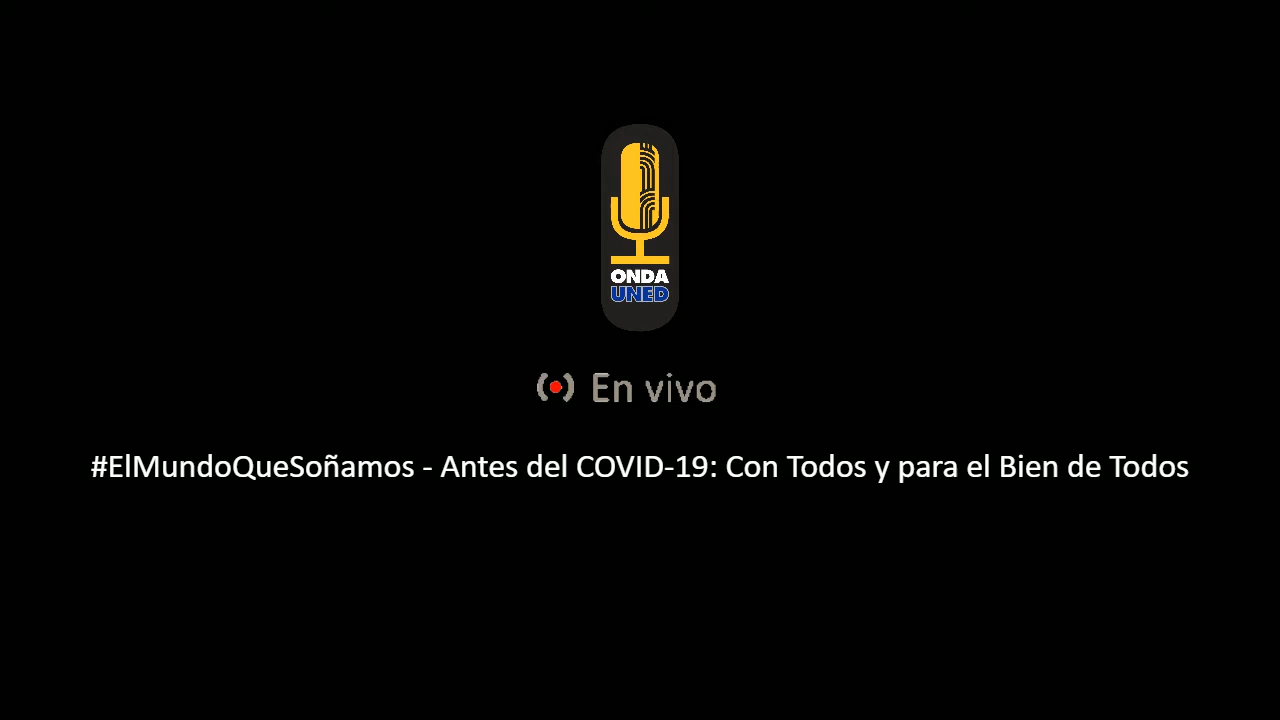 ONDA
UNED
En vivo
#ElMundoQueSoñamos - Antes del COVID-19: Con Todos y para el Bien de Todos